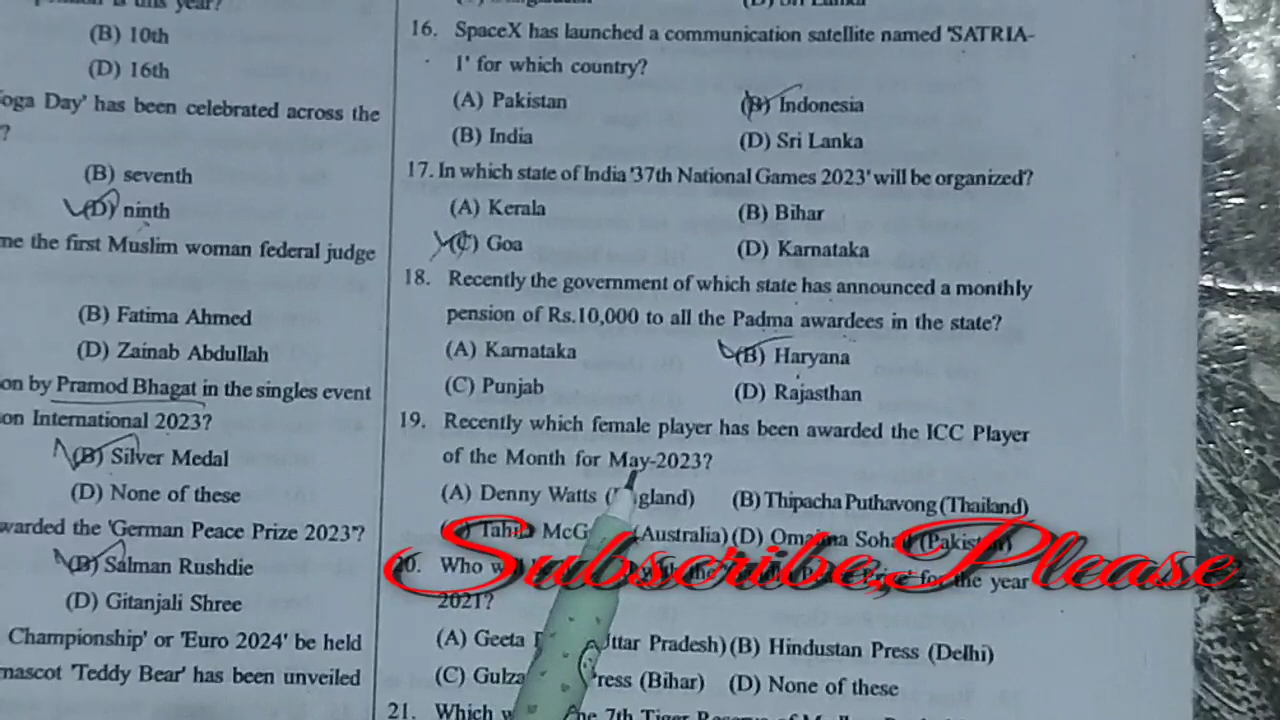 (B) 10th
(D) 16th
oga Day' has been celebrated across the
?
(B) seventh
(D) ninth
me the first Muslim woman federal judge
(B) Fatima Ahmed
(D) Zainab Abdullah
on by Pramod Bhagat in the singles event
on International 2023?
(B) Silver Medal
(D) None of these
warded the 'German Peace Prize 2023'?
(B) Salman Rushdie
(D) Gitanjali Shree
Championship' or 'Euro 2024' be held
mascot 'Teddy Bear' has been unveiled
16. SpaceX has launched a communication satellite named 'SATRIA-
I' for which country?
(A) Pakistan (B) Indonesia
(B) India (D) Sri Lanka
17. In which state of India '37th National Games 2023' will be organized?
(A) Kerala (B) Bihar
(C) Goa (D) Karnataka
18. Recently the government of which state has announced a monthly
pension of Rs.10,000 to all the Padma awardees in the state?
(A) Karnataka (B) Haryana
(C) Punjab (D) Rajasthan
19. Recently which female player has been awarded the ICC Player
of the Month for May-2023?
(A) Denny Watts (B) Thipacha Puthavong (Thailand)
(Australia) (D)
Subscribe, Please
20. Who for the year
2021?
(A) Geeta Uttar Pradesh) (B) Hindustan Press (Delhi)
(C) Press (Bihar) (D) None of these
21. Which 7th Tiger